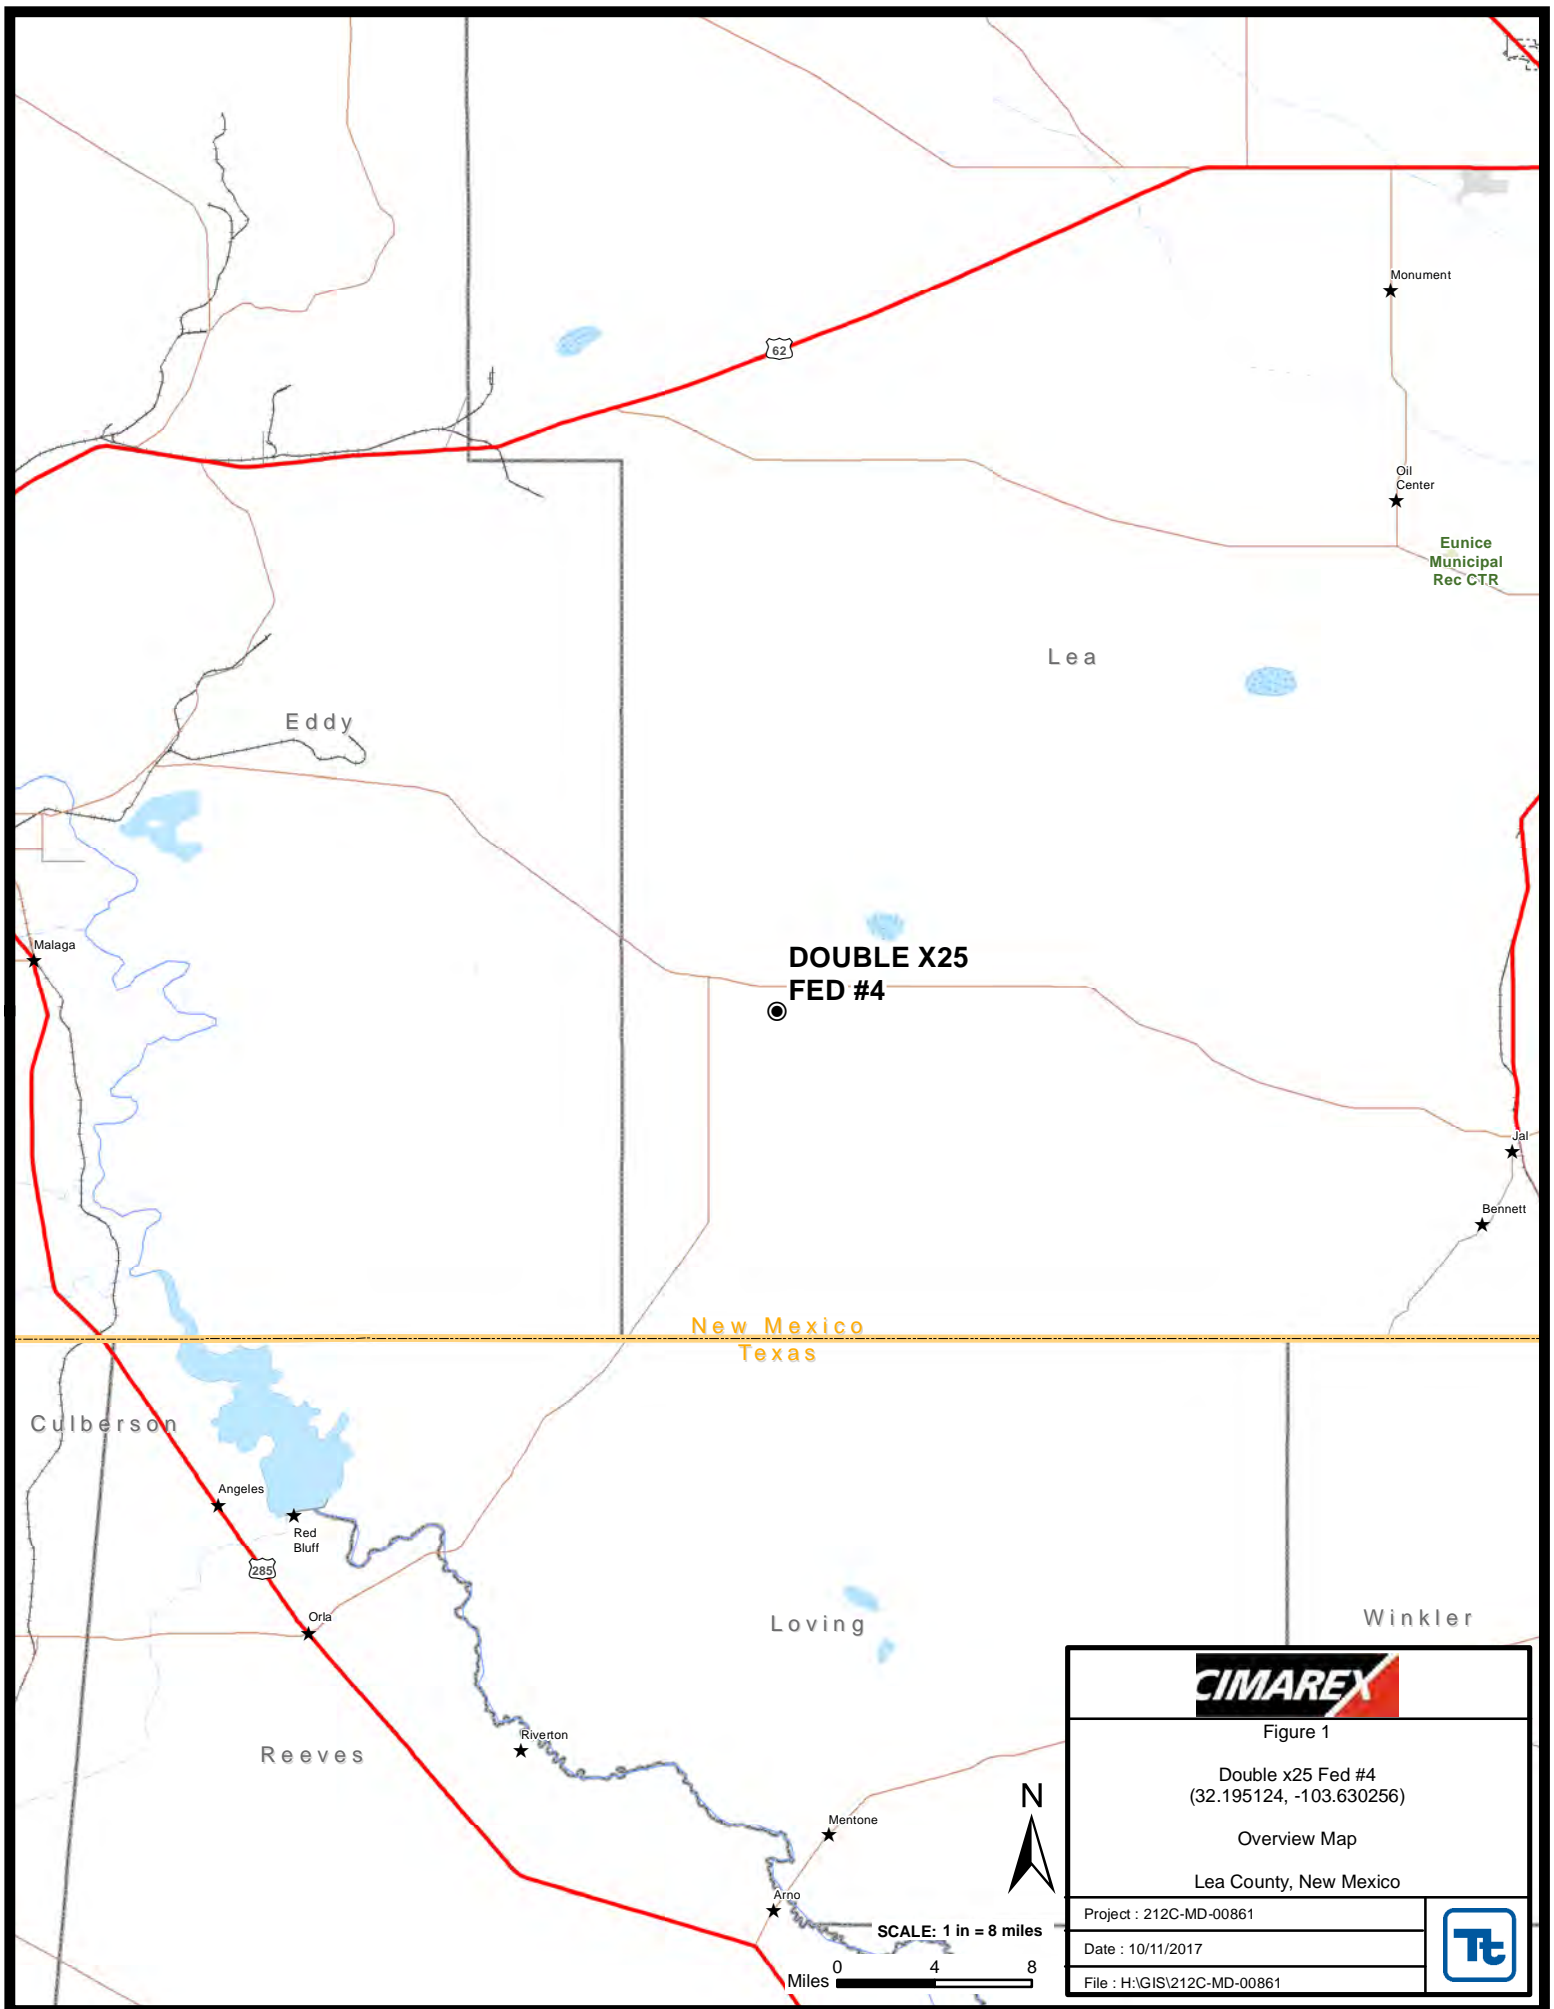 Monument
62
Oil
Center
Eunice
Municipal
Rec CTR
Lea
Eddy
Malaga
DOUBLE X25
FED #4
Jal
Bennett
New Mexico
Texas
Culberson
Angeles
Red
Bluff
285
Orla
Loving
Winkler
Riverton
Reeves
Mentone
Arno
N
SCALE: 1 in = 8 miles
0 4 8
Miles
CIMAREX
Figure 1
Double x25 Fed #4
(32.195124, -103.630256)
Overview Map
Lea County, New Mexico
Project : 212C-MD-00861
Date : 10/11/2017
File : H:\GIS\212C-MD-00861
Tt